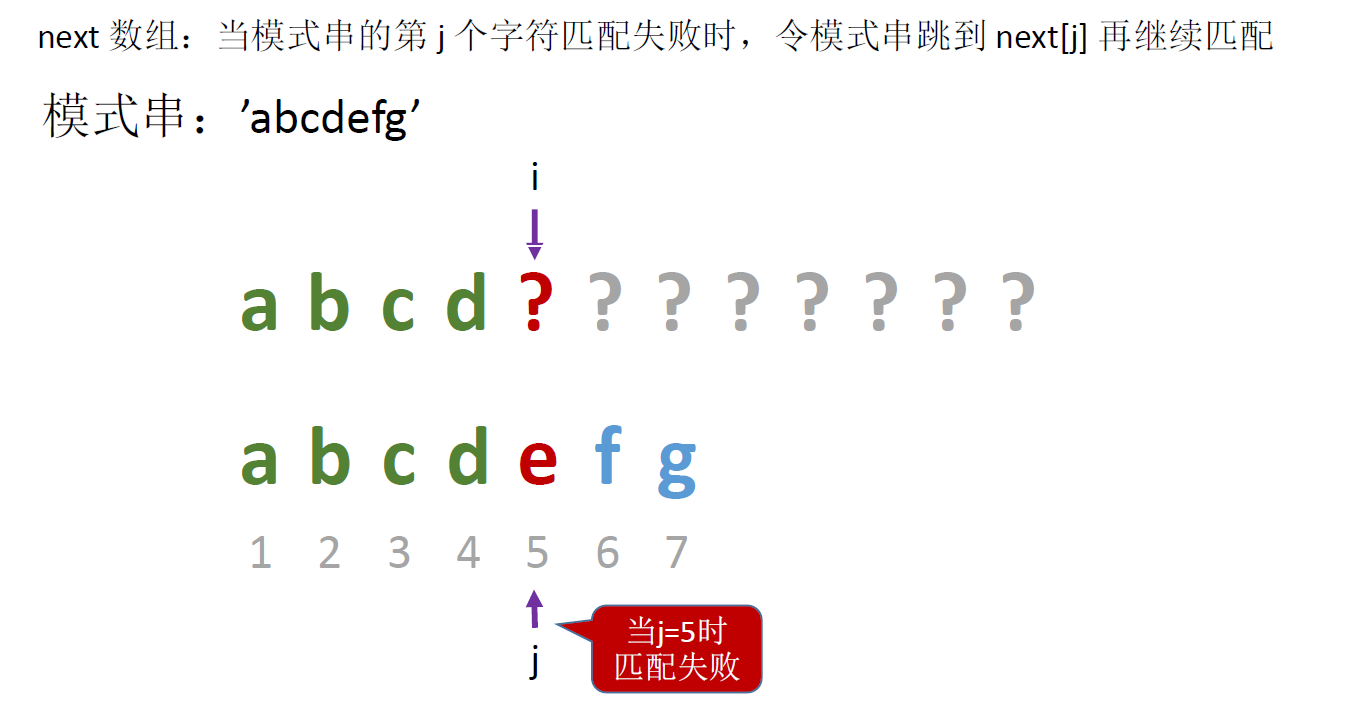 next 数组：当模式串的第 j 个字符匹配失败时，令模式串跳到 next[j] 再继续匹配
模式串：’abcdefg’
i
a b c d ? ? ? ? ? ? ? ?
a b c d e f g
1 2 3 4 5 6 7
j
当j=5时
匹配失败